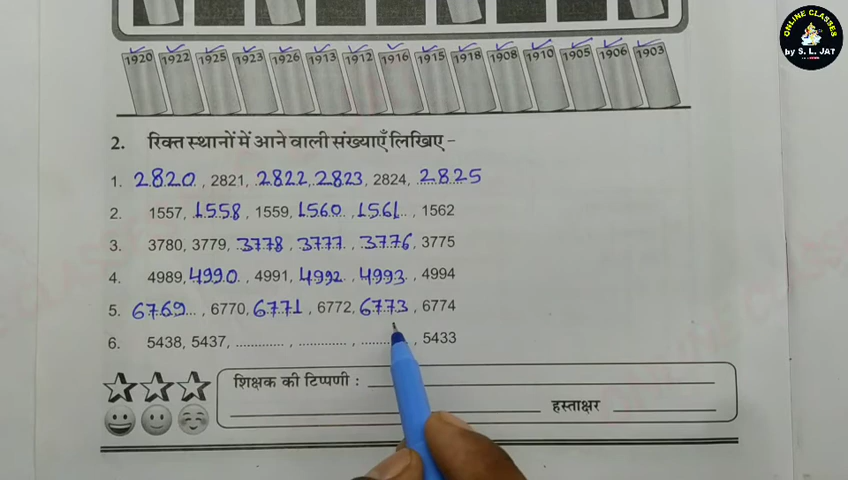 ONLINE CLASSES
by S. L. JAT
1920 1922 1925 1923 1926 1913 1912 1916 1915 1918 1908 1910 1905 1906 1903
2. रिक्त स्थानों में आने वाली संख्याएँ लिखिए -
1. 2820, 2821, 2822, 2823, 2824, 2825
2. 1557, 1558, 1559, 1560, 1561, 1562
3. 3780, 3779, 3778, 3777, 3776, 3775
4. 4989, 4990, 4991, 4992, 4993, 4994
5. 6769, 6770, 6771, 6772, 6773, 6774
6. 5438, 5437, ............, ............, ............, 5433
शिक्षक की टिप्पणी :
हस्ताक्षर